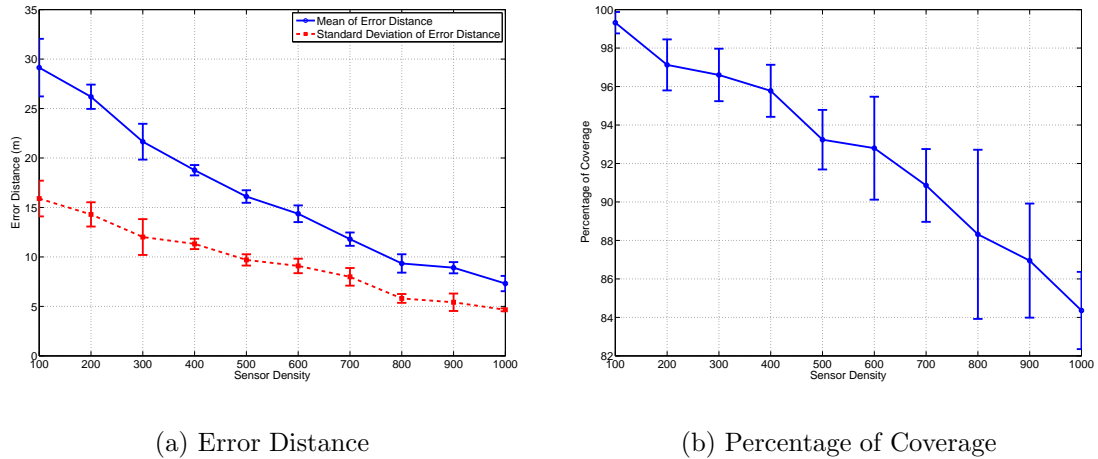 35
30
25
20
15
10
5
0
Error Distance (m)
Mean of Error Distance
Standard Deviation of Error Distance
100 200 300 400 500 600 700 800 900 1000
Sensor Density
(a) Error Distance
100
98
96
94
92
90
88
86
84
82
Percentage of Coverage
100 200 300 400 500 600 700 800 900 1000
Sensor Density
(b) Percentage of Coverage